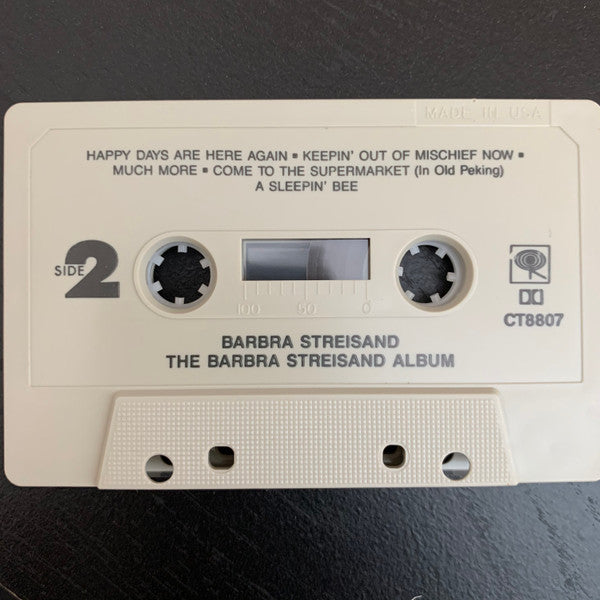 MADE IN USA
HAPPY DAYS ARE HERE AGAIN ▪ KEEPIN' OUT OF MISCHIEF NOW ▪
MUCH MORE ▪ COME TO THE SUPERMARKET (In Old Peking)
A SLEEPIN' BEE
SIDE 2
100 50 0
CT8807
BARBRA STREISAND
THE BARBRA STREISAND ALBUM